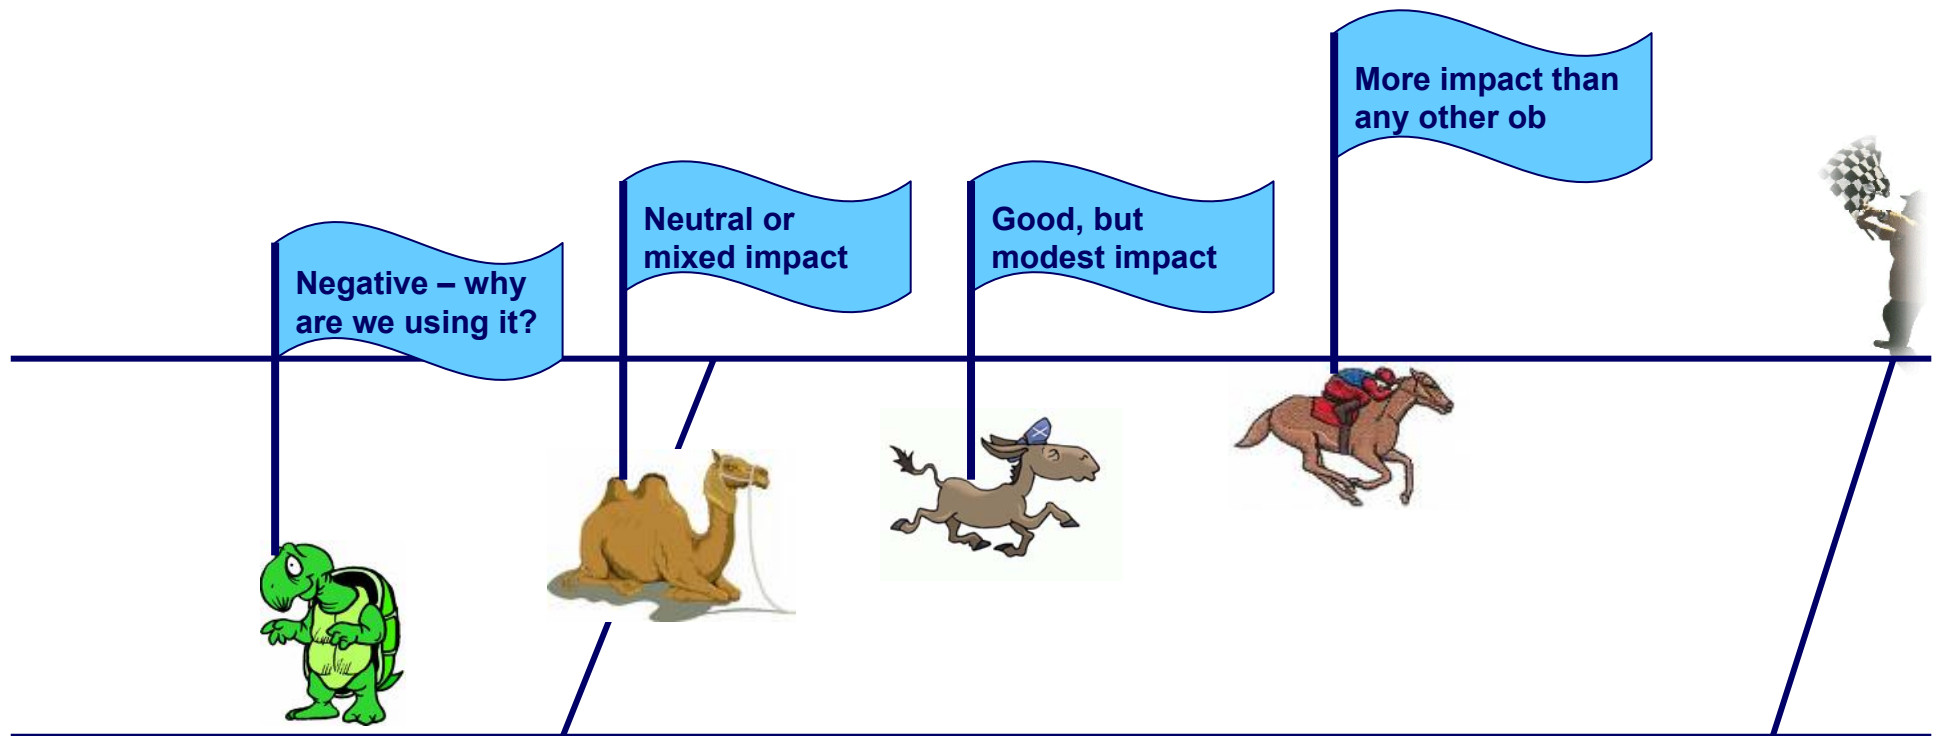 Negative – why
are we using it?
Neutral or
mixed impact
Good, but
modest impact
More impact than
any other ob